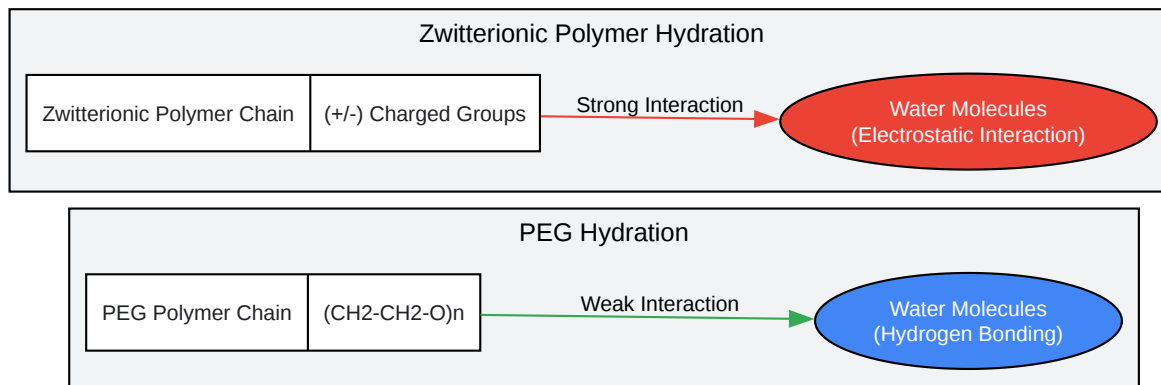 Zwitterionic Polymer Hydration
Zwitterionic Polymer Chain
(+/-) Charged Groups
Strong Interaction
Water Molecules
(Electrostatic Interaction)
PEG Hydration
PEG Polymer Chain
(CH2-CH2-O)n
Weak Interaction
Water Molecules
(Hydrogen Bonding)